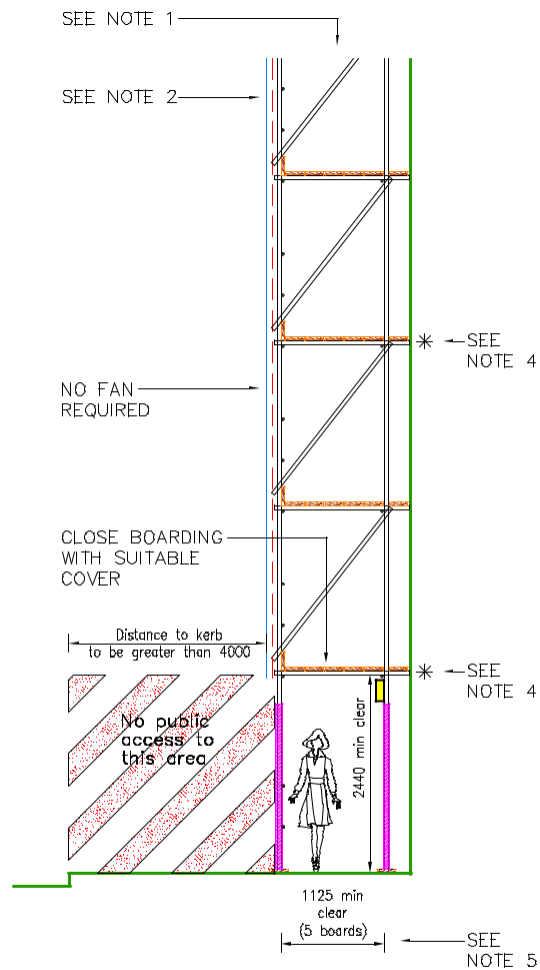 SEE NOTE 1
SEE NOTE 2
SEE
NOTE 4
NO FAN
REQUIRED
CLOSE BOARDING
WITH SUITABLE
COVER
Distance to kerb
to be greater than 4000
SEE
NOTE 4
No public
access to
this area
2440 min clear
1125 min
clear
(5 boards)
SEE
NOTE 5